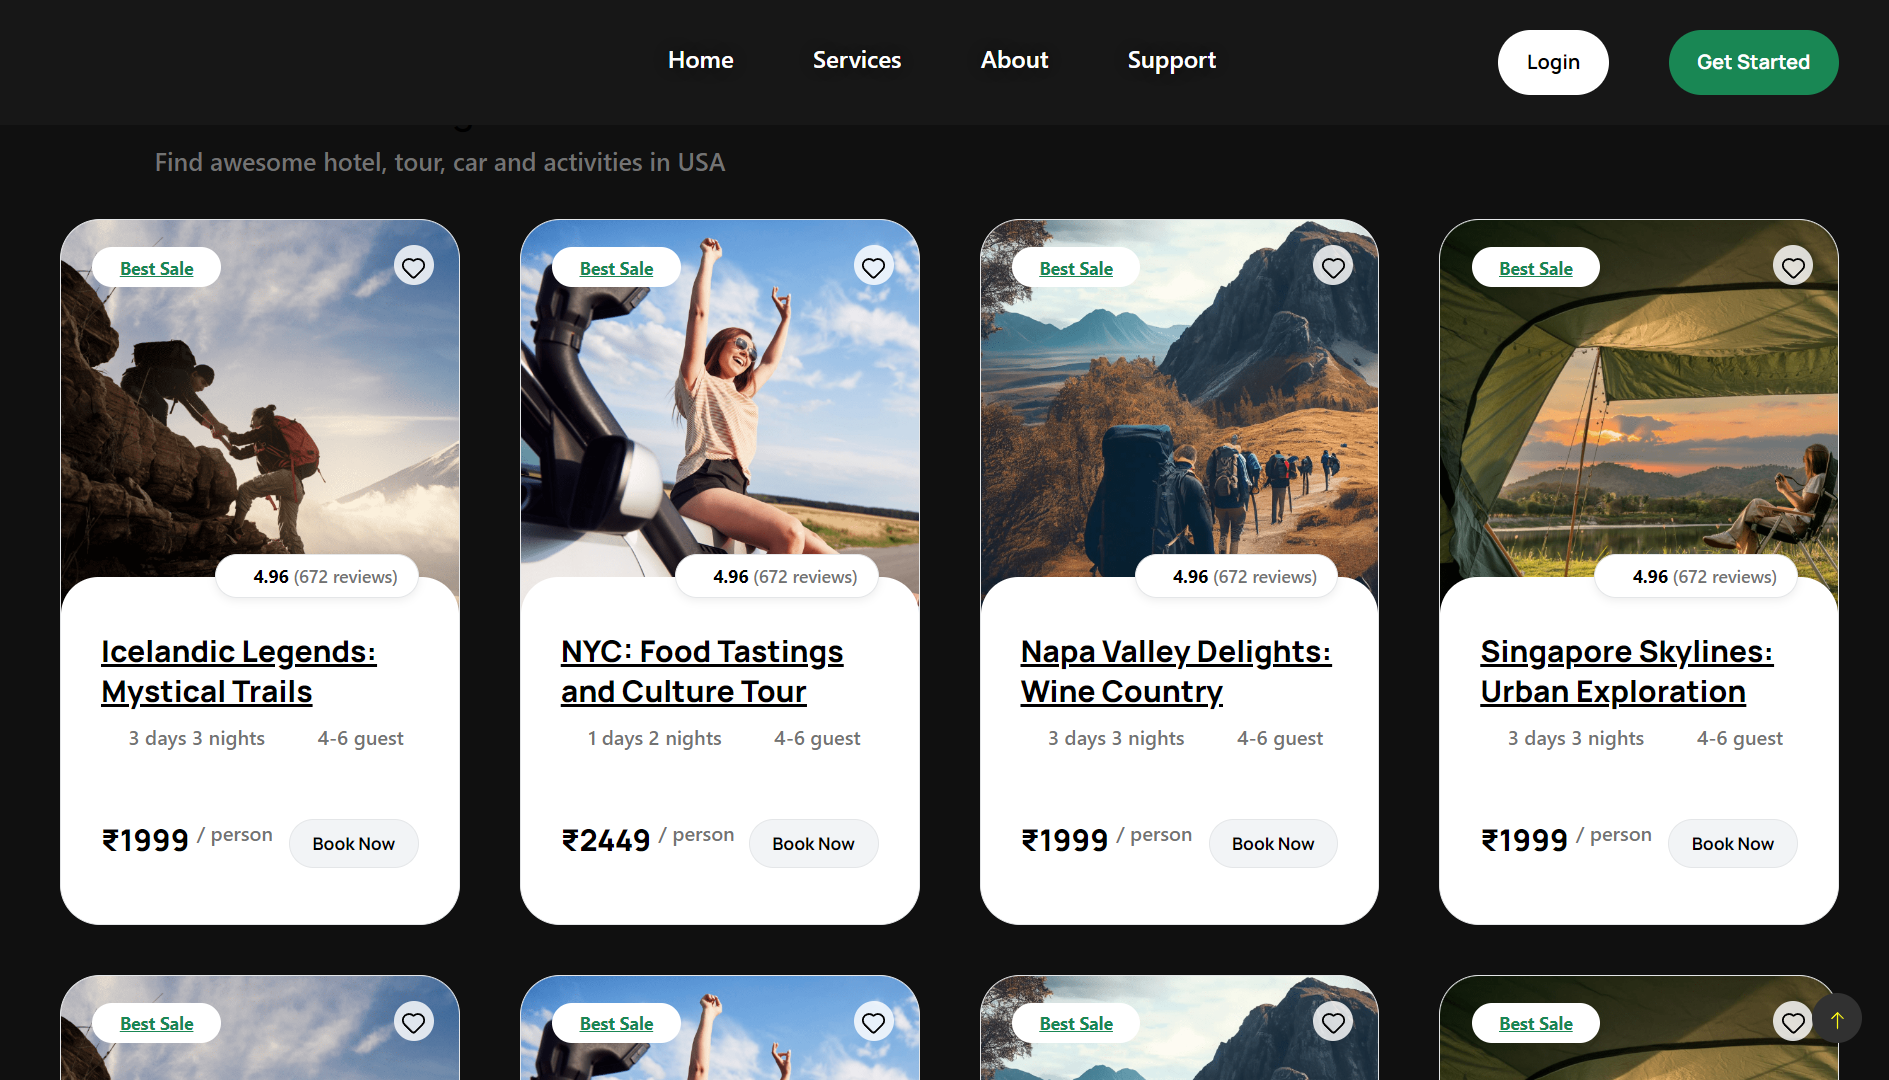 Home Services About Support Login Get Started
Find awesome hotel, tour, car and activities in USA
Best Sale
4.96 (672 reviews)
Icelandic Legends:
Mystical Trails
3 days 3 nights 4-6 guest
₹1999 / person Book Now
Best Sale
4.96 (672 reviews)
NYC: Food Tastings
and Culture Tour
1 days 2 nights 4-6 guest
₹2449 / person Book Now
Best Sale
4.96 (672 reviews)
Napa Valley Delights:
Wine Country
3 days 3 nights 4-6 guest
₹1999 / person Book Now
Best Sale
4.96 (672 reviews)
Singapore Skylines:
Urban Exploration
3 days 3 nights 4-6 guest
₹1999 / person Book Now
Best Sale
Best Sale
Best Sale
Best Sale